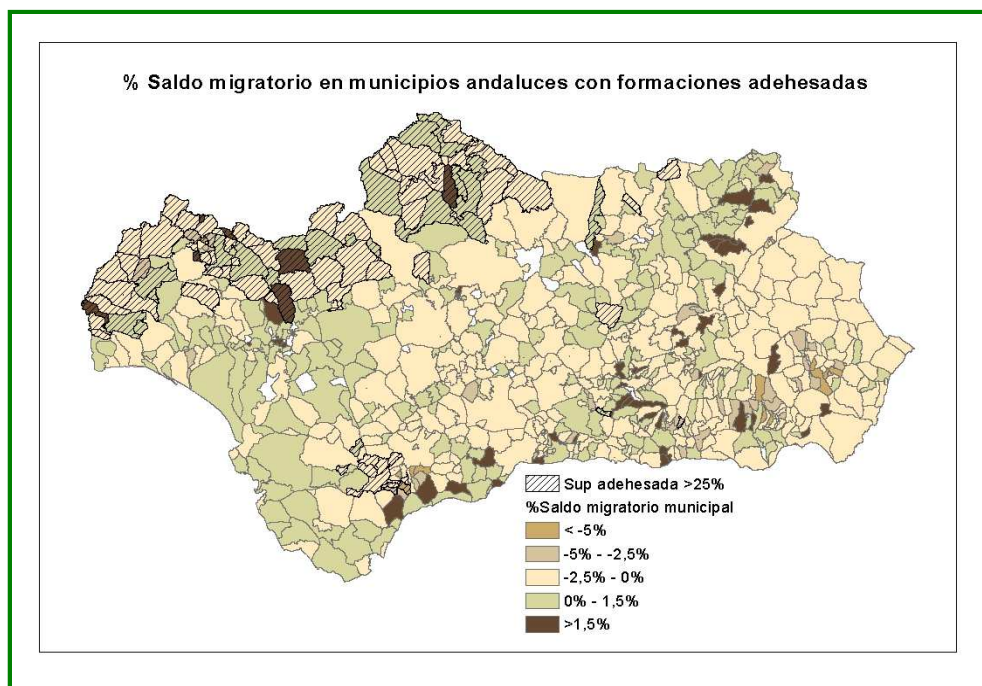 % Saldo migratorio en municipios andaluces con formaciones adehesadas
Sup adehesada >25%
%Saldo migratorio municipal
< -5%
-5% - -2,5%
-2,5% - 0%
0% - 1,5%
>1,5%